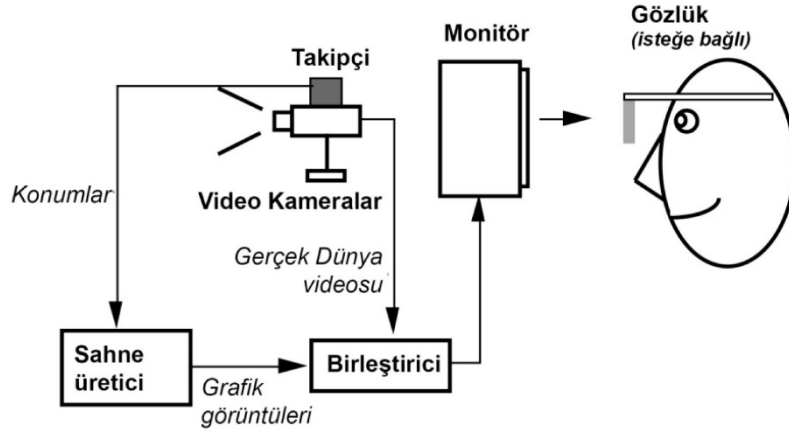 Gözlük
(isteğe bağlı)
Monitör
Takipçi
Konumlar
Video Kameralar
Gerçek Dünya
videosu
Sahne
üretici
Birleştirici
Grafik
görüntüleri